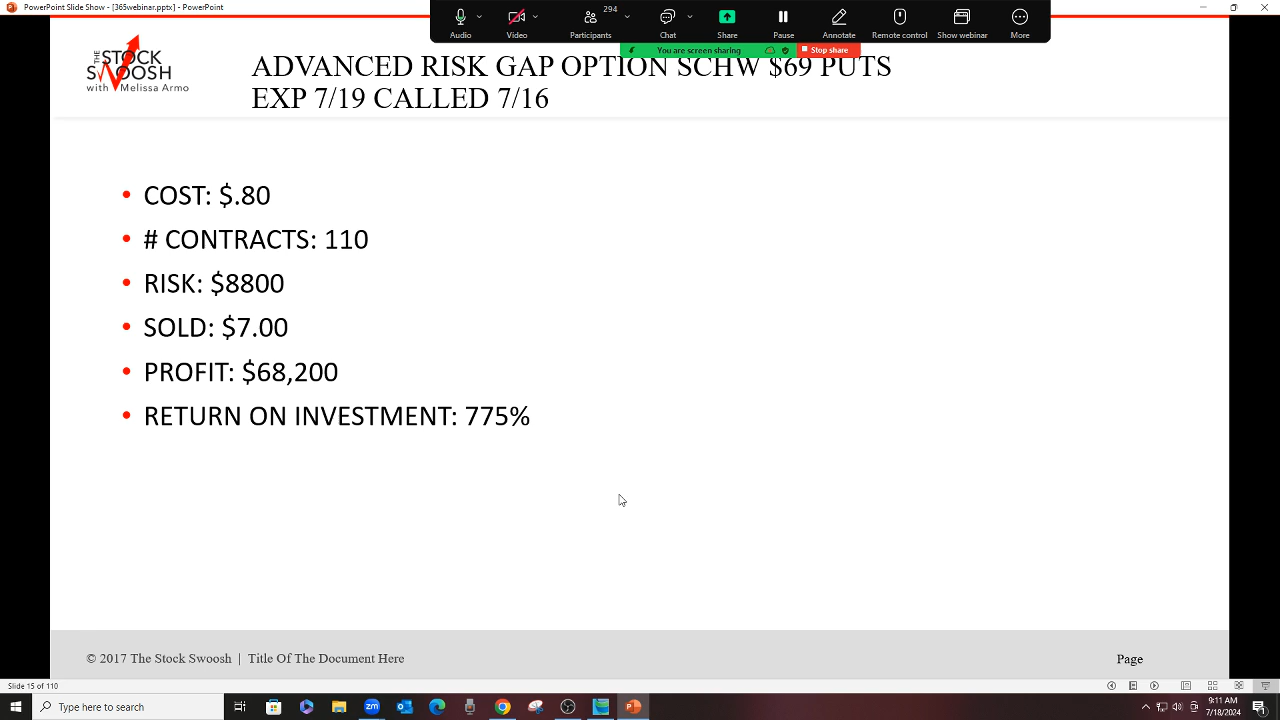 PowerPoint Slide Show - [365webinar.pptx] - PowerPoint
294
Audio
Video
Participants
Chat
Share
Pause
Annotate
Remote control
Show webinar
More
You are screen sharing
Stop share
THE
STOCK
SWOOSH
with Melissa Armo
ADVANCED RISK GAP OPTION SCHW $69 PUTS
EXP 7/19 CALLED 7/16
• COST: $.80
• # CONTRACTS: 110
• RISK: $8800
• SOLD: $7.00
• PROFIT: $68,200
• RETURN ON INVESTMENT: 775%
© 2017 The Stock Swoosh | Title Of The Document Here
Page
Slide 15 of 110
Type here to search
zm
9:11 AM
7/18/2024